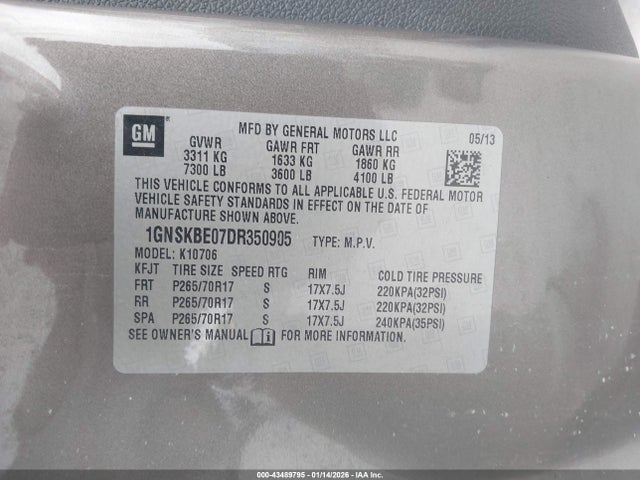 GM
MFD BY GENERAL MOTORS LLC 05/13
GVWR GAWR FRT GAWR RR
3311 KG 1633 KG 1860 KG
7300 LB 3600 LB 4100 LB
THIS VEHICLE CONFORMS TO ALL APPLICABLE U.S. FEDERAL MOTOR
VEHICLE SAFETY STANDARDS IN EFFECT ON THE DATE OF
MANUFACTURE SHOWN ABOVE.
1GNSKBE07DR350905 TYPE: M.P.V.
MODEL: K10706
KFJT TIRE SIZE SPEED RTG RIM COLD TIRE PRESSURE
FRT P265/70R17 S 17X7.5J 220KPA(32PSI)
RR P265/70R17 S 17X7.5J 220KPA(32PSI)
SPA P265/70R17 S 17X7.5J 240KPA(35PSI)
SEE OWNER'S MANUAL FOR MORE INFORMATION.
000-43489795 - 01/14/2026 - IAA Inc.